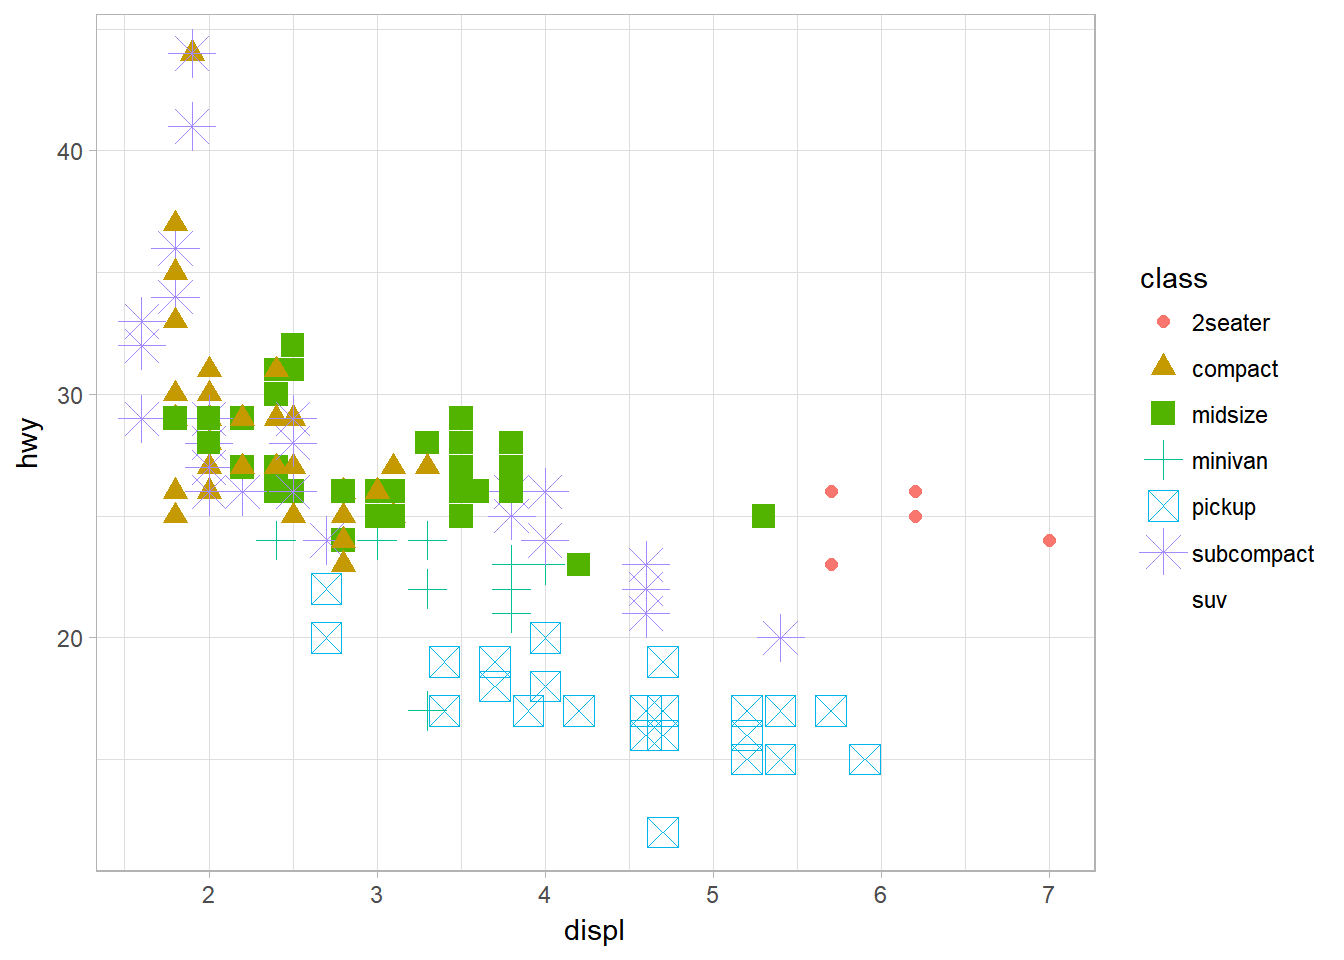 hwy
40
30
20
2 3 4 5 6 7
displ
class
2seater
compact
midsize
minivan
pickup
subcompact
suv